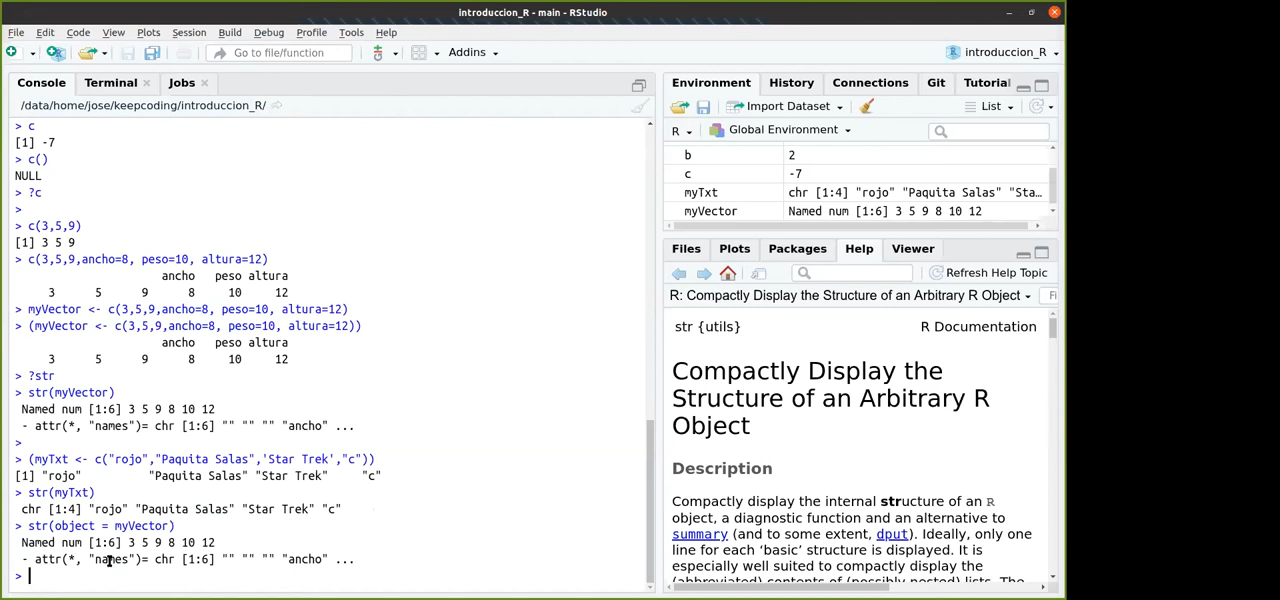 introduccion_R - main - RStudio
File Edit Code View Plots Session Build Debug Profile Tools Help
Go to file/function Addins introduccion_R
Console Terminal Jobs
/data/home/jose/keepcoding/introduccion_R/
> c
[1] -7
> c()
NULL
> ?c
>
> c(3,5,9)
[1] 3 5 9
> c(3,5,9,ancho=8, peso=10, altura=12)
ancho peso altura
3 5 9 8 10 12
> myVector <- c(3,5,9,ancho=8, peso=10, altura=12)
> (myVector <- c(3,5,9,ancho=8, peso=10, altura=12))
ancho peso altura
3 5 9 8 10 12
> ?str
> str(myVector)
Named num [1:6] 3 5 9 8 10 12
- attr(*, "names")= chr [1:6] "" "" "" "ancho" ...
>
> (myTxt <- c("rojo","Paquita Salas",'Star Trek',"c"))
[1] "rojo" "Paquita Salas" "Star Trek" "c"
> str(myTxt)
chr [1:4] "rojo" "Paquita Salas" "Star Trek" "c"
> str(object = myVector)
Named num [1:6] 3 5 9 8 10 12
- attr(*, "names")= chr [1:6] "" "" "" "ancho" ...
>
Environment History Connections Git Tutorial
Import Dataset List
R Global Environment
b 2
c -7
myTxt chr [1:4] "rojo" "Paquita Salas" "Sta…
myVector Named num [1:6] 3 5 9 8 10 12
Files Plots Packages Help Viewer
Refresh Help Topic
R: Compactly Display the Structure of an Arbitrary R Object Fi
str {utils} R Documentation
Compactly Display the
Structure of an Arbitrary R
Object
Description
Compactly display the internal structure of an R
object, a diagnostic function and an alternative to
summary (and to some extent, dput). Ideally, only one
line for each ‘basic’ structure is displayed. It is
especially well suited to compactly display the
(abbreviated) contents of (possibly nested) lists. The